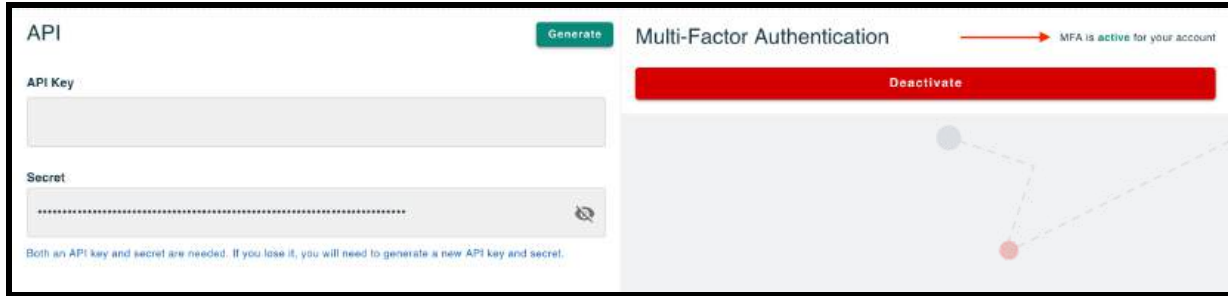 API
Generate
API Key
Secret
••••••••••••••••••••••••••••••••••••••••••••••••••••••••••••••••••••••••••
Both an API key and secret are needed. If you lose it, you will need to generate a new API key and secret.
Multi-Factor Authentication
MFA is active for your account
Deactivate